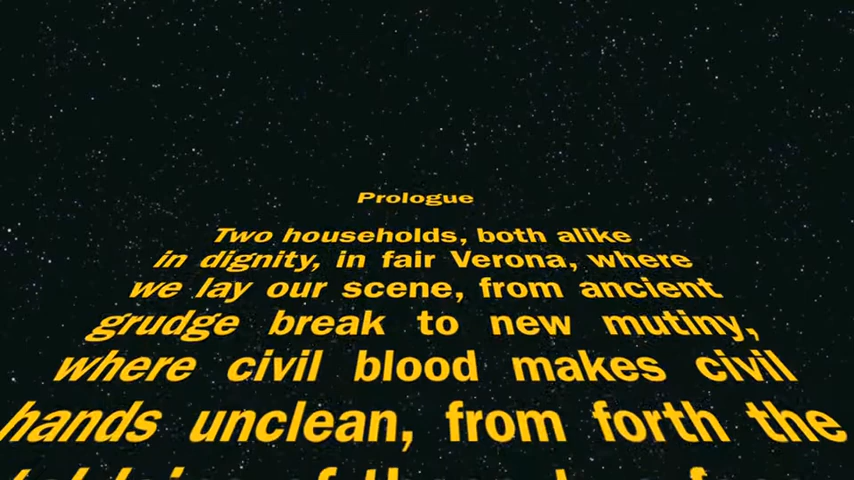 Prologue
Two households, both alike
in dignity, in fair Verona, where
we lay our scene, from ancient
grudge break to new mutiny,
where civil blood makes civil
hands unclean, from forth the